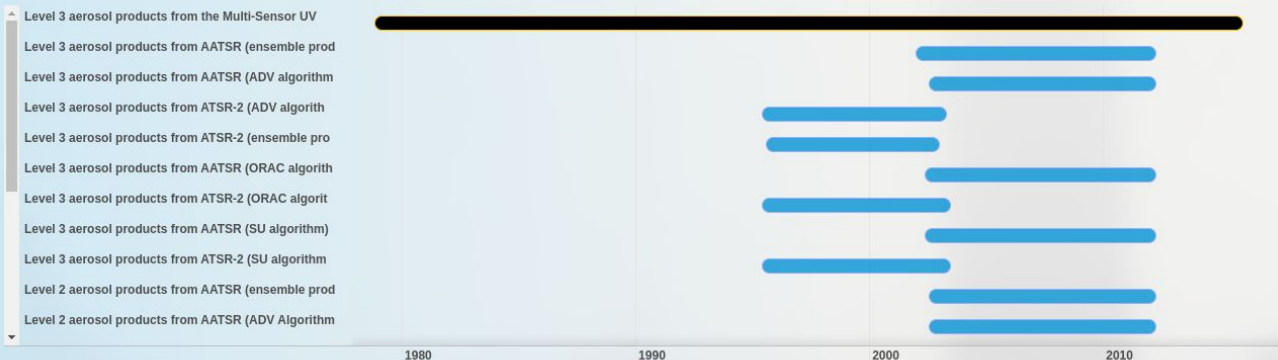 Level 3 aerosol products from the Multi-Sensor UV
Level 3 aerosol products from AATSR (ensemble prod
Level 3 aerosol products from AATSR (ADV algorithm
Level 3 aerosol products from ATSR-2 (ADV algorith
Level 3 aerosol products from ATSR-2 (ensemble pro
Level 3 aerosol products from AATSR (ORAC algorith
Level 3 aerosol products from ATSR-2 (ORAC algorit
Level 3 aerosol products from AATSR (SU algorithm)
Level 3 aerosol products from ATSR-2 (SU algorithm
Level 2 aerosol products from AATSR (ensemble prod
Level 2 aerosol products from AATSR (ADV Algorithm
1980 1990 2000 2010